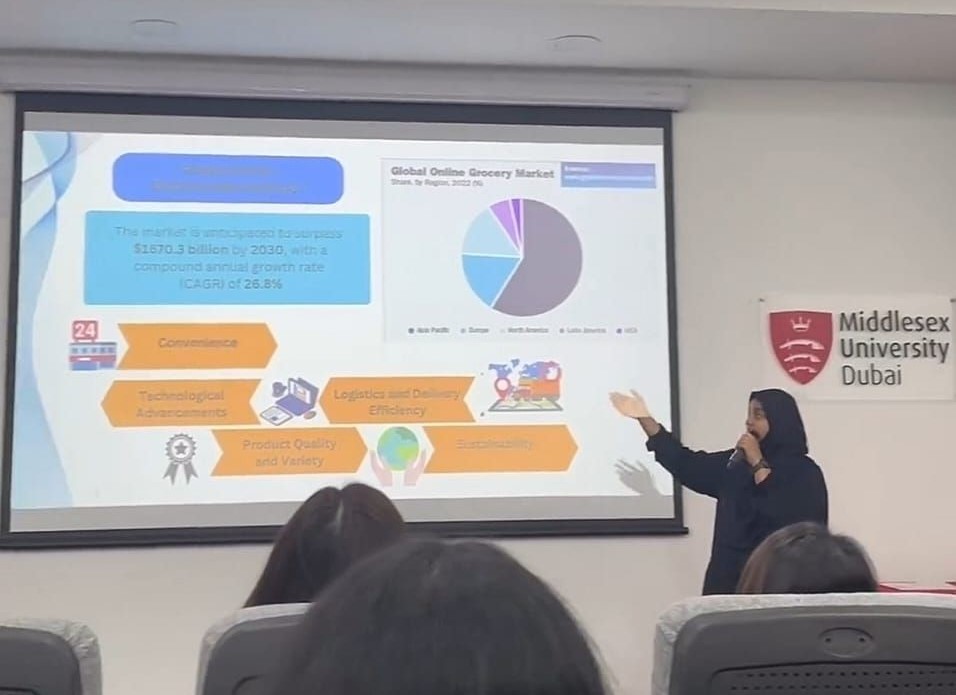 The market is anticipated to surpass
$1670.3 billion by 2030, with a
compound annual growth rate
(CAGR) of 26.8%
Global Online Grocery Market
Share, by Region, 2022 (%)
Asia Pacific Europe North America Latin America MEA
24
Convenience
Technological
Advancements
Logistics and Delivery
Efficiency
Product Quality
and Variety
Sustainability
Middlesex
University
Dubai